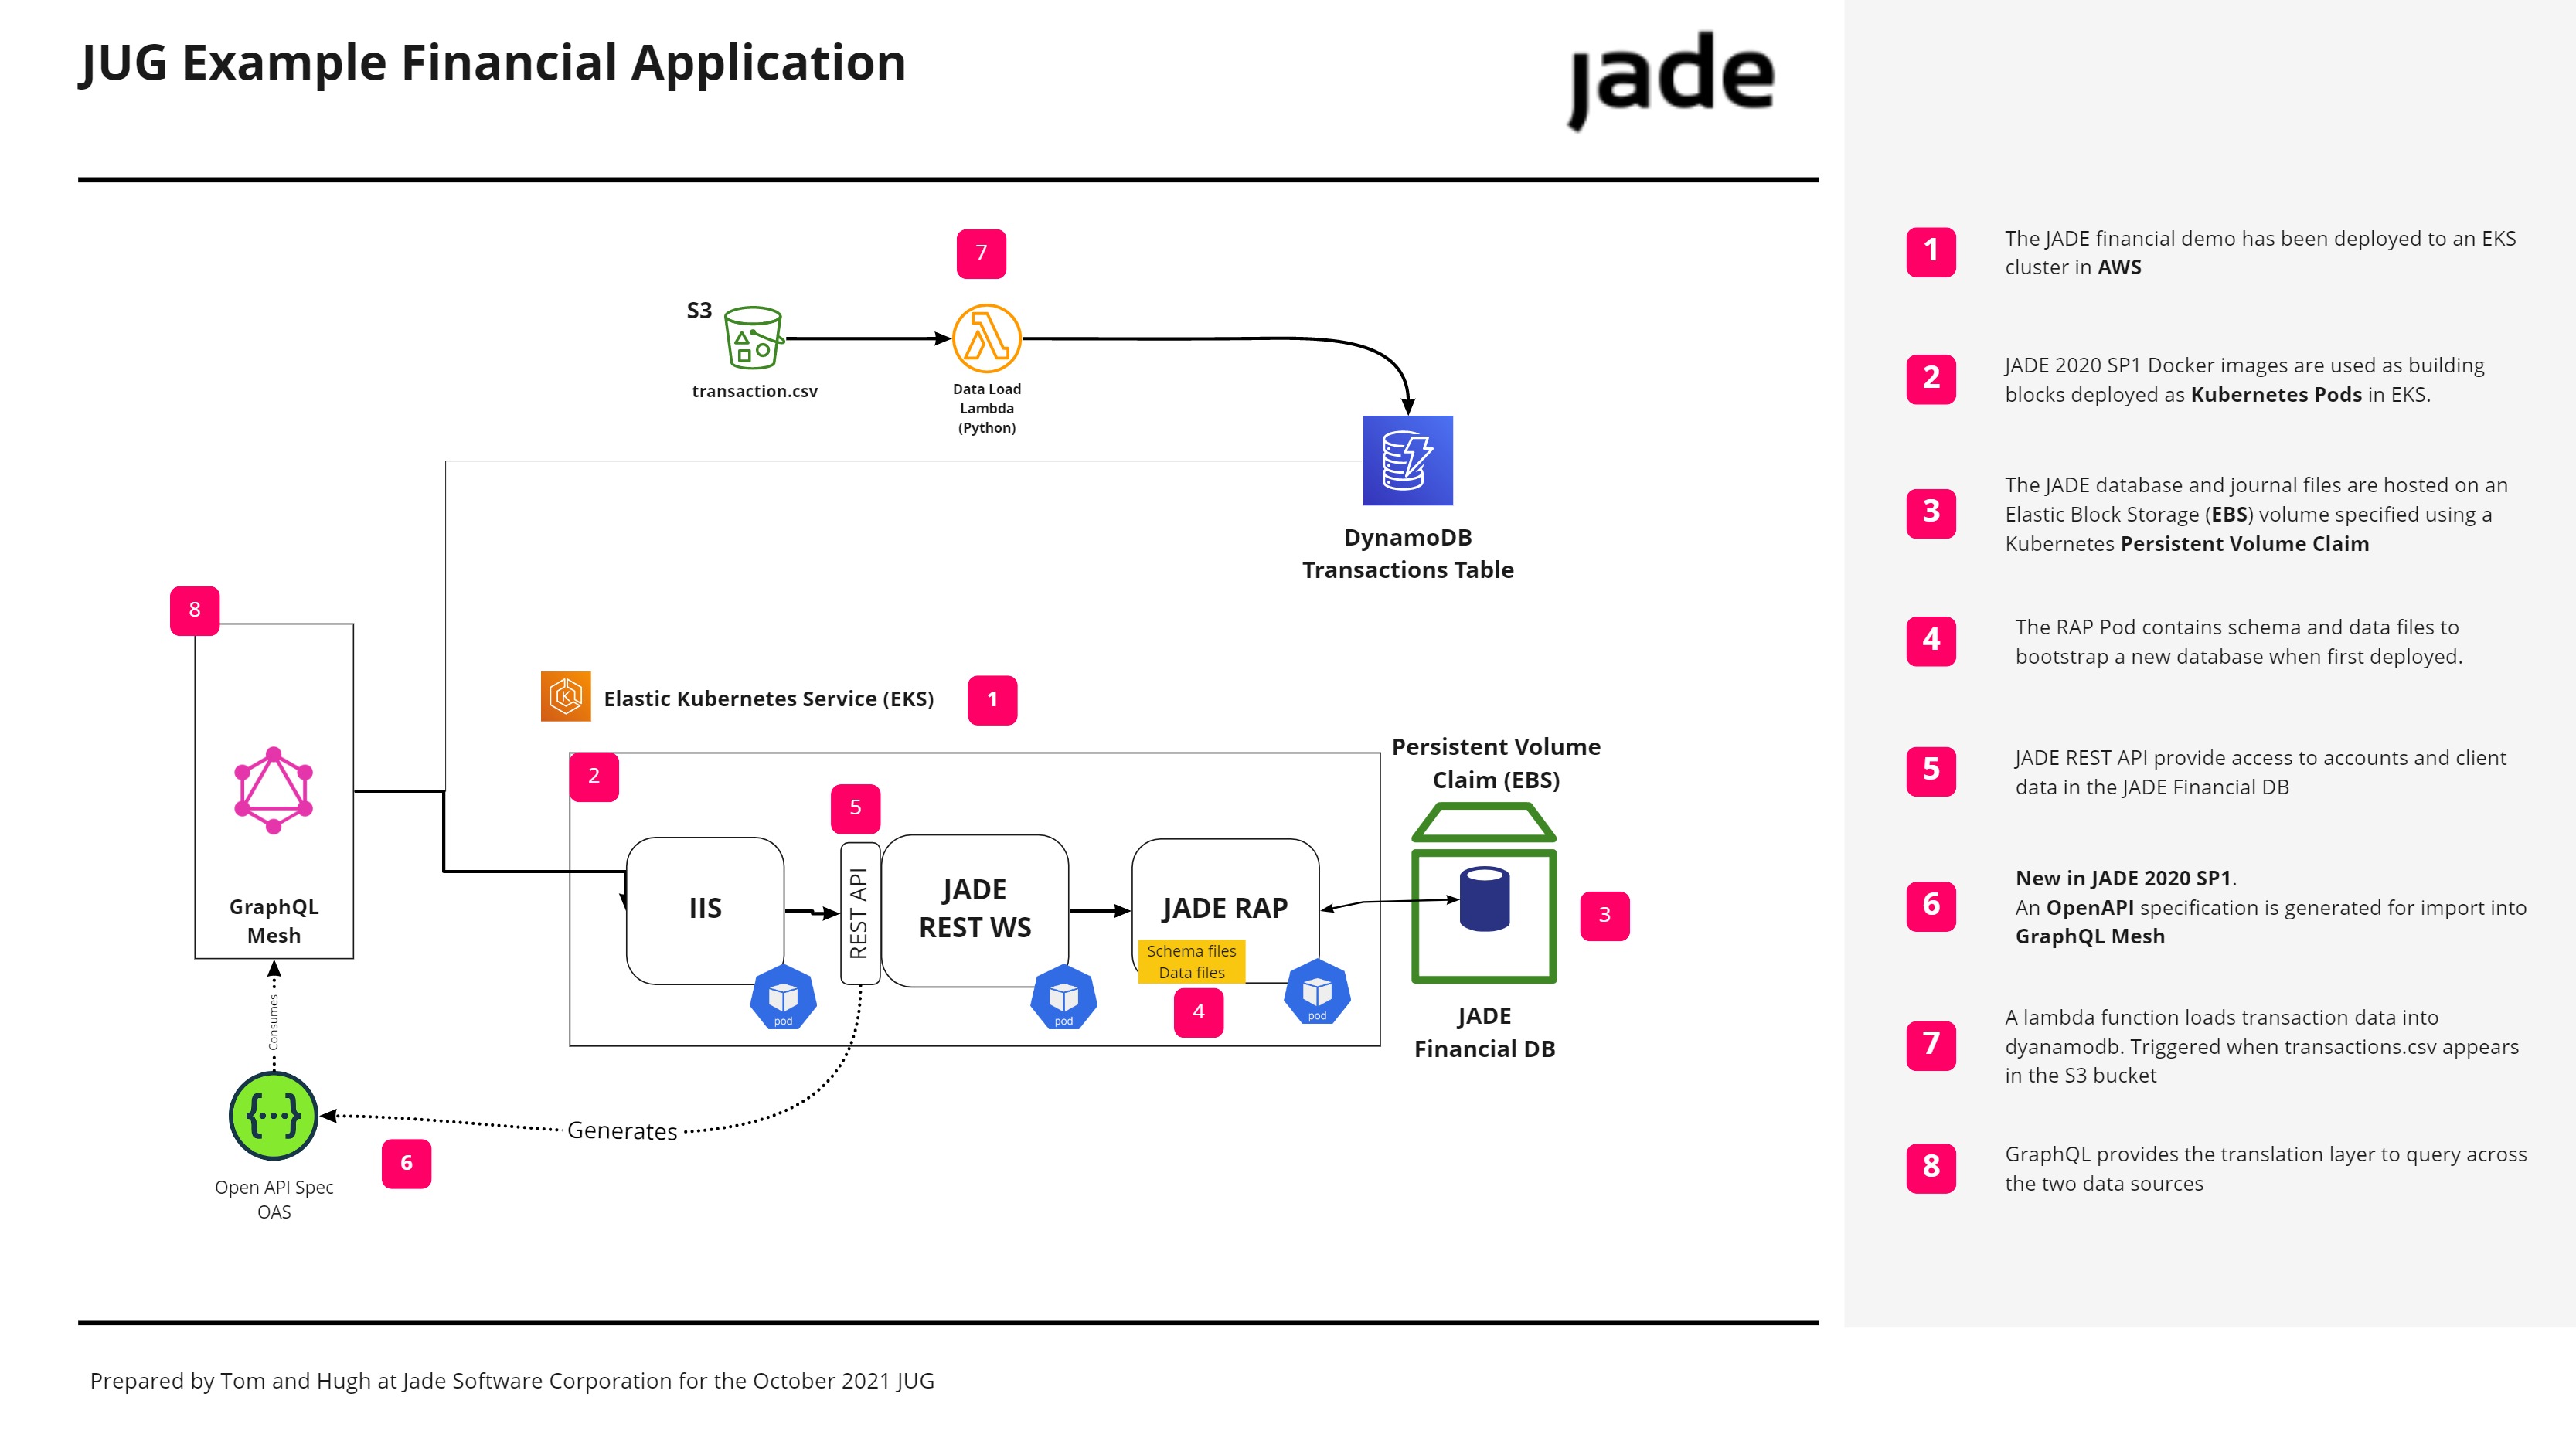 JUG Example Financial Application
jade
7
S3
transaction.csv
Data Load
Lambda
(Python)
DynamoDB
Transactions Table
8
GraphQL
Mesh
Elastic Kubernetes Service (EKS)
1
2
5
IIS
REST API
JADE
REST WS
JADE RAP
Schema files
Data files
4
pod
pod
pod
Persistent Volume
Claim (EBS)
3
JADE
Financial DB
Consumes
{···}
Generates
6
Open API Spec
OAS
1
The JADE financial demo has been deployed to an EKS
cluster in AWS
2
JADE 2020 SP1 Docker images are used as building
blocks deployed as Kubernetes Pods in EKS.
3
The JADE database and journal files are hosted on an
Elastic Block Storage (EBS) volume specified using a
Kubernetes Persistent Volume Claim
4
The RAP Pod contains schema and data files to
bootstrap a new database when first deployed.
5
JADE REST API provide access to accounts and client
data in the JADE Financial DB
6
New in JADE 2020 SP1.
An OpenAPI specification is generated for import into
GraphQL Mesh
7
A lambda function loads transaction data into
dyanamodb. Triggered when transactions.csv appears
in the S3 bucket
8
GraphQL provides the translation layer to query across
the two data sources
Prepared by Tom and Hugh at Jade Software Corporation for the October 2021 JUG